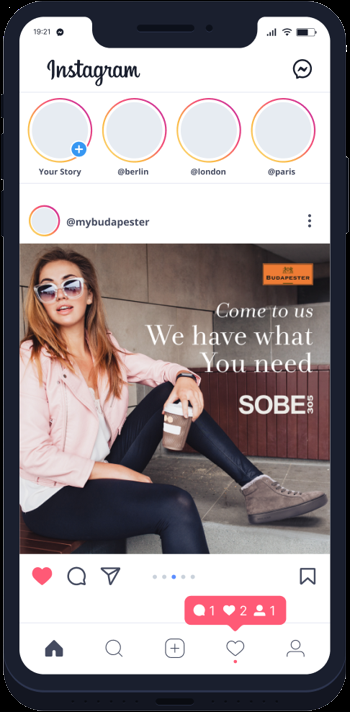 19:21
Instagram
Your Story
@berlin
@london
@paris
@mybudapester
BUDAPESTER
Come to us
We have what
You need
SOBE 305
1 2 1